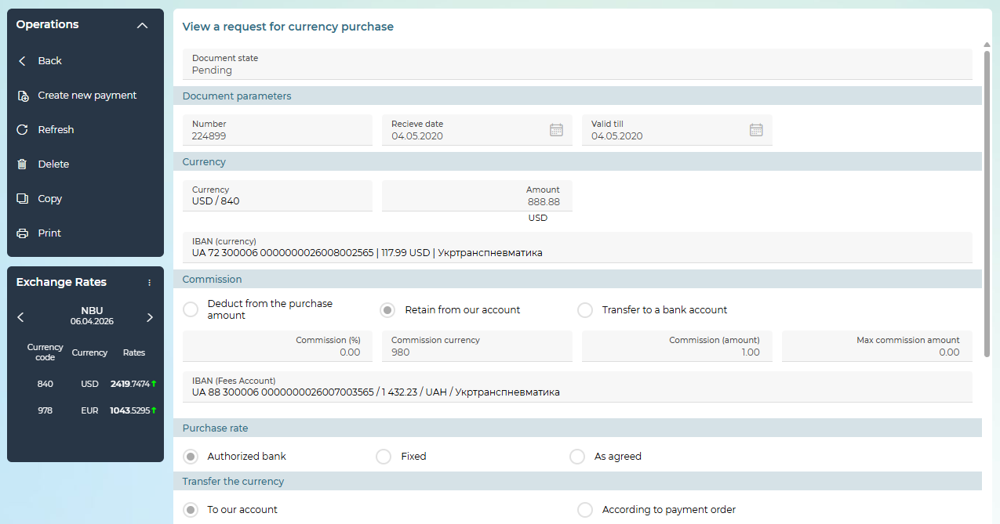 Operations
Back
Create new payment
Refresh
Delete
Copy
Print
Exchange Rates
NBU
06.04.2026
Currency code
Currency
Rates
840 USD 2419.7474
978 EUR 1043.5295
View a request for currency purchase
Document state
Pending
Document parameters
Number
224899
Recieve date
04.05.2020
Valid till
04.05.2020
Currency
Currency
USD / 840
Amount
888.88
USD
IBAN (currency)
UA 72 300006 0000000026008002565 | 117.99 USD | Укртранспневматика
Commission
Deduct from the purchase
amount
Retain from our account
Transfer to a bank account
Commission (%)
0.00
Commission currency
980
Commission (amount)
1.00
Max commission amount
0.00
IBAN (Fees Account)
UA 88 300006 0000000026007003565 / 1 432.23 / UAH / Укртранспневматика
Purchase rate
Authorized bank
Fixed
As agreed
Transfer the currency
To our account
According to payment order